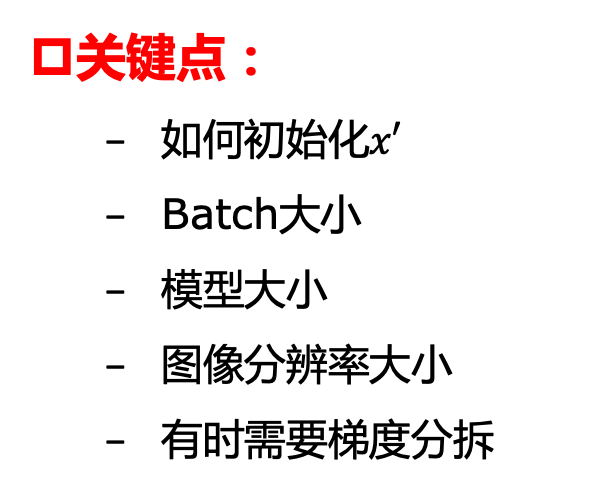 口关键点：
- 如何初始化x′
- Batch大小
- 模型大小
- 图像分辨率大小
- 有时需要梯度分拆